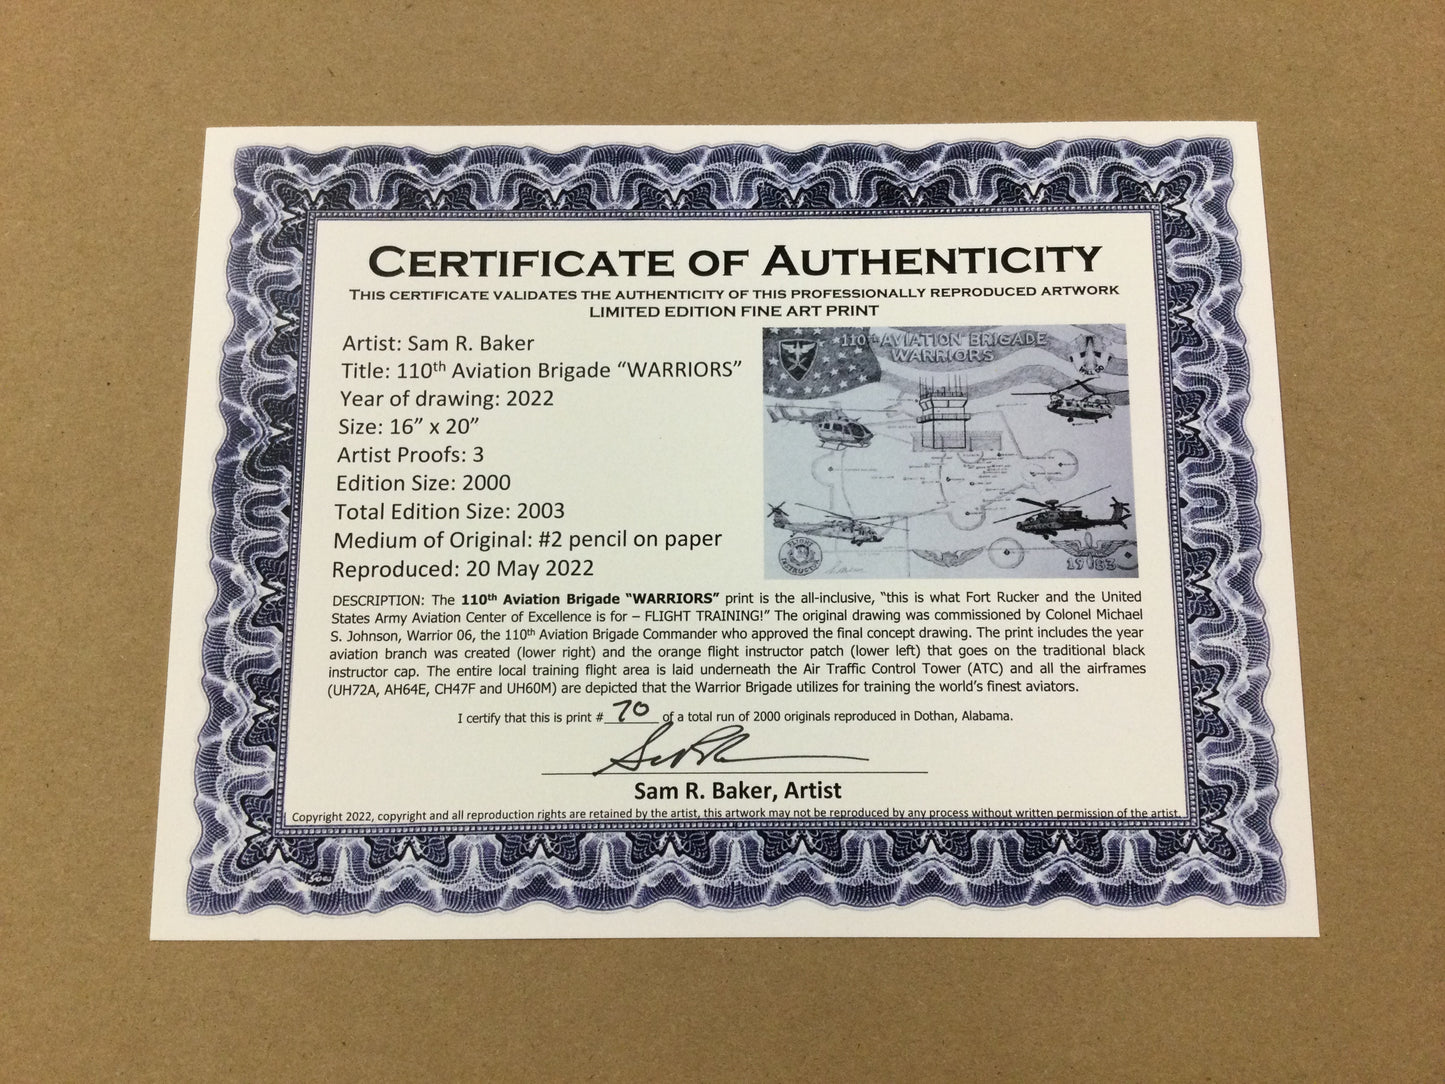 CERTIFICATE OF AUTHENTICITY
THIS CERTIFICATE VALIDATES THE AUTHENTICITY OF THIS PROFESSIONALLY REPRODUCED ARTWORK
LIMITED EDITION FINE ART PRINT
Artist: Sam R. Baker
Title: 110th Aviation Brigade “WARRIORS”
Year of drawing: 2022
Size: 16” x 20”
Artist Proofs: 3
Edition Size: 2000
Total Edition Size: 2003
Medium of Original: #2 pencil on paper
Reproduced: 20 May 2022
110th AVIATION BRIGADE
WARRIORS
FLIGHT
INSTRUCTOR
1983
DESCRIPTION: The 110th Aviation Brigade “WARRIORS” print is the all-inclusive, “this is what Fort Rucker and the United
States Army Aviation Center of Excellence is for – FLIGHT TRAINING!” The original drawing was commissioned by Colonel Michael
S. Johnson, Warrior 06, the 110th Aviation Brigade Commander who approved the final concept drawing. The print includes the year
aviation branch was created (lower right) and the orange flight instructor patch (lower left) that goes on the traditional black
instructor cap. The entire local training flight area is laid underneath the Air Traffic Control Tower (ATC) and all the airframes
(UH72A, AH64E, CH47F and UH60M) are depicted that the Warrior Brigade utilizes for training the world’s finest aviators.
I certify that this is print # 70 of a total run of 2000 originals reproduced in Dothan, Alabama.
Sam R. Baker, Artist
Copyright 2022, copyright and all reproduction rights are retained by the artist, this artwork may not be reproduced by any process without written permission of the artist.
Goes